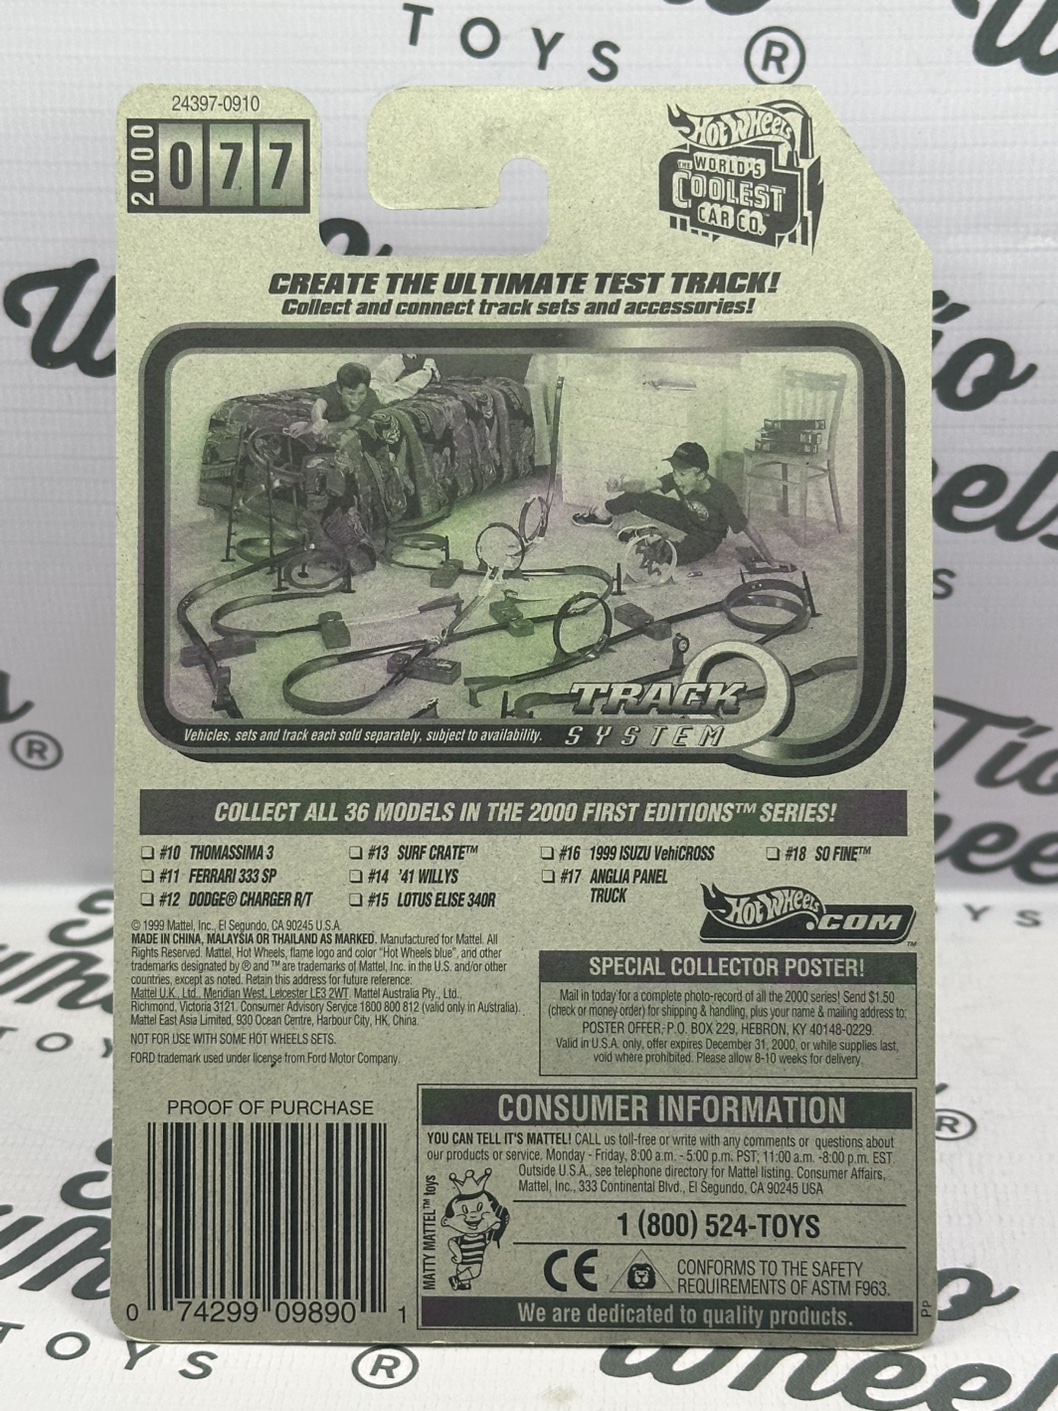 TOYS ®
24397-0910
2000 077
HOT WHEELS
THE WORLD'S
COOLEST
CAR CO.™
CREATE THE ULTIMATE TEST TRACK!
Collect and connect track sets and accessories!
TRACK
SYSTEM
Vehicles, sets and track each sold separately, subject to availability.
COLLECT ALL 36 MODELS IN THE 2000 FIRST EDITIONS™ SERIES!
❏ #10 THOMASSIMA 3
❏ #11 FERRARI 333 SP
❏ #12 DODGE® CHARGER R/T
❏ #13 SURF CRATE™
❏ #14 '41 WILLYS
❏ #15 LOTUS ELISE 340R
❏ #16 1999 ISUZU VehiCROSS
❏ #17 ANGLIA PANEL
TRUCK
❏ #18 SO FINE™
HOT WHEELS.COM™
© 1999 Mattel, Inc., El Segundo, CA 90245 U.S.A.
MADE IN CHINA, MALAYSIA OR THAILAND AS MARKED. Manufactured for Mattel. All
Rights Reserved. Mattel, Hot Wheels, flame logo and color "Hot Wheels blue", and other
trademarks designated by ® and ™ are trademarks of Mattel, Inc. in the U.S. and/or other
countries, except as noted. Retain this address for future reference:
Mattel U.K., Ltd., Meridian West, Leicester LE3 2WT. Mattel Australia Pty., Ltd.,
Richmond, Victoria 3121. Consumer Advisory Service 1800 800 812 (valid only in Australia).
Mattel East Asia Limited, 930 Ocean Centre, Harbour City, HK, China.
NOT FOR USE WITH SOME HOT WHEELS SETS.
FORD trademark used under license from Ford Motor Company.
SPECIAL COLLECTOR POSTER!
Mail in today for a complete photo-record of all the 2000 series! Send $1.50
(check or money order) for shipping & handling, plus your name & mailing address to:
POSTER OFFER, P.O. BOX 229, HEBRON, KY 40148-0229.
Valid in U.S.A. only, offer expires December 31, 2000, or while supplies last,
void where prohibited. Please allow 8-10 weeks for delivery.
PROOF OF PURCHASE
0 74299 09890 1
CONSUMER INFORMATION
YOU CAN TELL IT'S MATTEL! CALL us toll-free or write with any comments or questions about
our products or service. Monday - Friday, 8:00 a.m. - 5:00 p.m. PST; 11:00 a.m. -8:00 p.m. EST.
Outside U.S.A., see telephone directory for Mattel listing. Consumer Affairs,
Mattel, Inc., 333 Continental Blvd., El Segundo, CA 90245 USA
MATTY MATTEL™ toys
1 (800) 524-TOYS
CE
CONFORMS TO THE SAFETY
REQUIREMENTS OF ASTM F963.
We are dedicated to quality products.
PP
TOYS ®